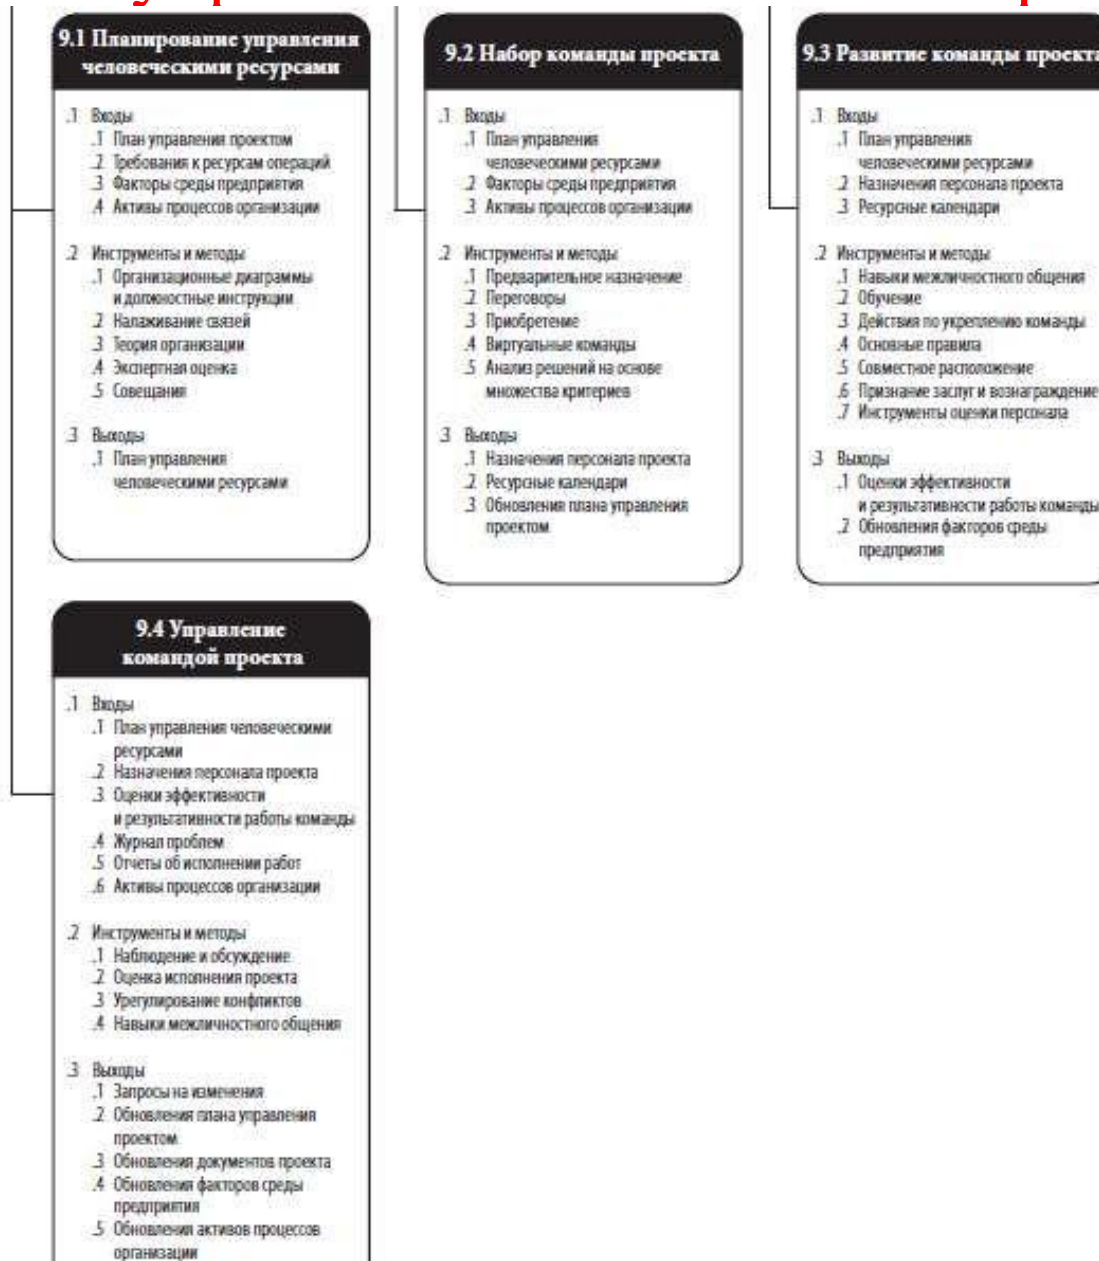 9.1 Планирование управления
человеческими ресурсами
.1 Входы
.1 План управления проектом
.2 Требования к ресурсам операций
.3 Факторы среды предприятия
.4 Активы процессов организации
.2 Инструменты и методы
.1 Организационные диаграммы
и должностные инструкции
.2 Налаживание связей
.3 Теория организации
.4 Экспертная оценка
.5 Совещания
.3 Выходы
.1 План управления
человеческими ресурсами
9.2 Набор команды проекта
.1 Входы
.1 План управления
человеческими ресурсами
.2 Факторы среды предприятия
.3 Активы процессов организации
.2 Инструменты и методы
.1 Предварительное назначение
.2 Переговоры
.3 Приобретение
.4 Виртуальные команды
.5 Анализ решений на основе
множества критериев
.3 Выходы
.1 Назначения персонала проекта
.2 Ресурсные календари
.3 Обновления плана управления
проектом
9.3 Развитие команды проекта
.1 Входы
.1 План управления
человеческими ресурсами
.2 Назначения персонала проекта
.3 Ресурсные календари
.2 Инструменты и методы
.1 Навыки межличностного общения
.2 Обучение
.3 Действия по укреплению команды
.4 Основные правила
.5 Совместное расположение
.6 Признание заслуг и вознаграждение
.7 Инструменты оценки персонала
.3 Выходы
.1 Оценки эффективности
и результативности работы команды
.2 Обновления факторов среды
предприятия
9.4 Управление
командой проекта
.1 Входы
.1 План управления человеческими
ресурсами
.2 Назначения персонала проекта
.3 Оценки эффективности
и результативности работы команды
.4 Журнал проблем
.5 Отчеты об исполнении работ
.6 Активы процессов организации
.2 Инструменты и методы
.1 Наблюдение и обсуждение
.2 Оценка исполнения проекта
.3 Урегулирование конфликтов
.4 Навыки межличностного общения
.3 Выходы
.1 Запросы на изменения
.2 Обновления плана управления
проектом
.3 Обновления документов проекта
.4 Обновления факторов среды
предприятия
.5 Обновления активов процессов
организации